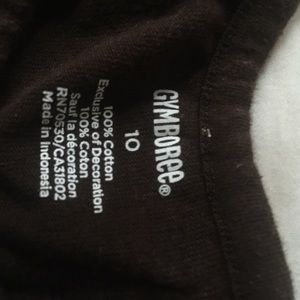 GYMBOREE®
10
100% Cotton
Exclusive of Decoration
100% Coton
Sauf la décoration
RN70530/CA31802
Made in Indonesia